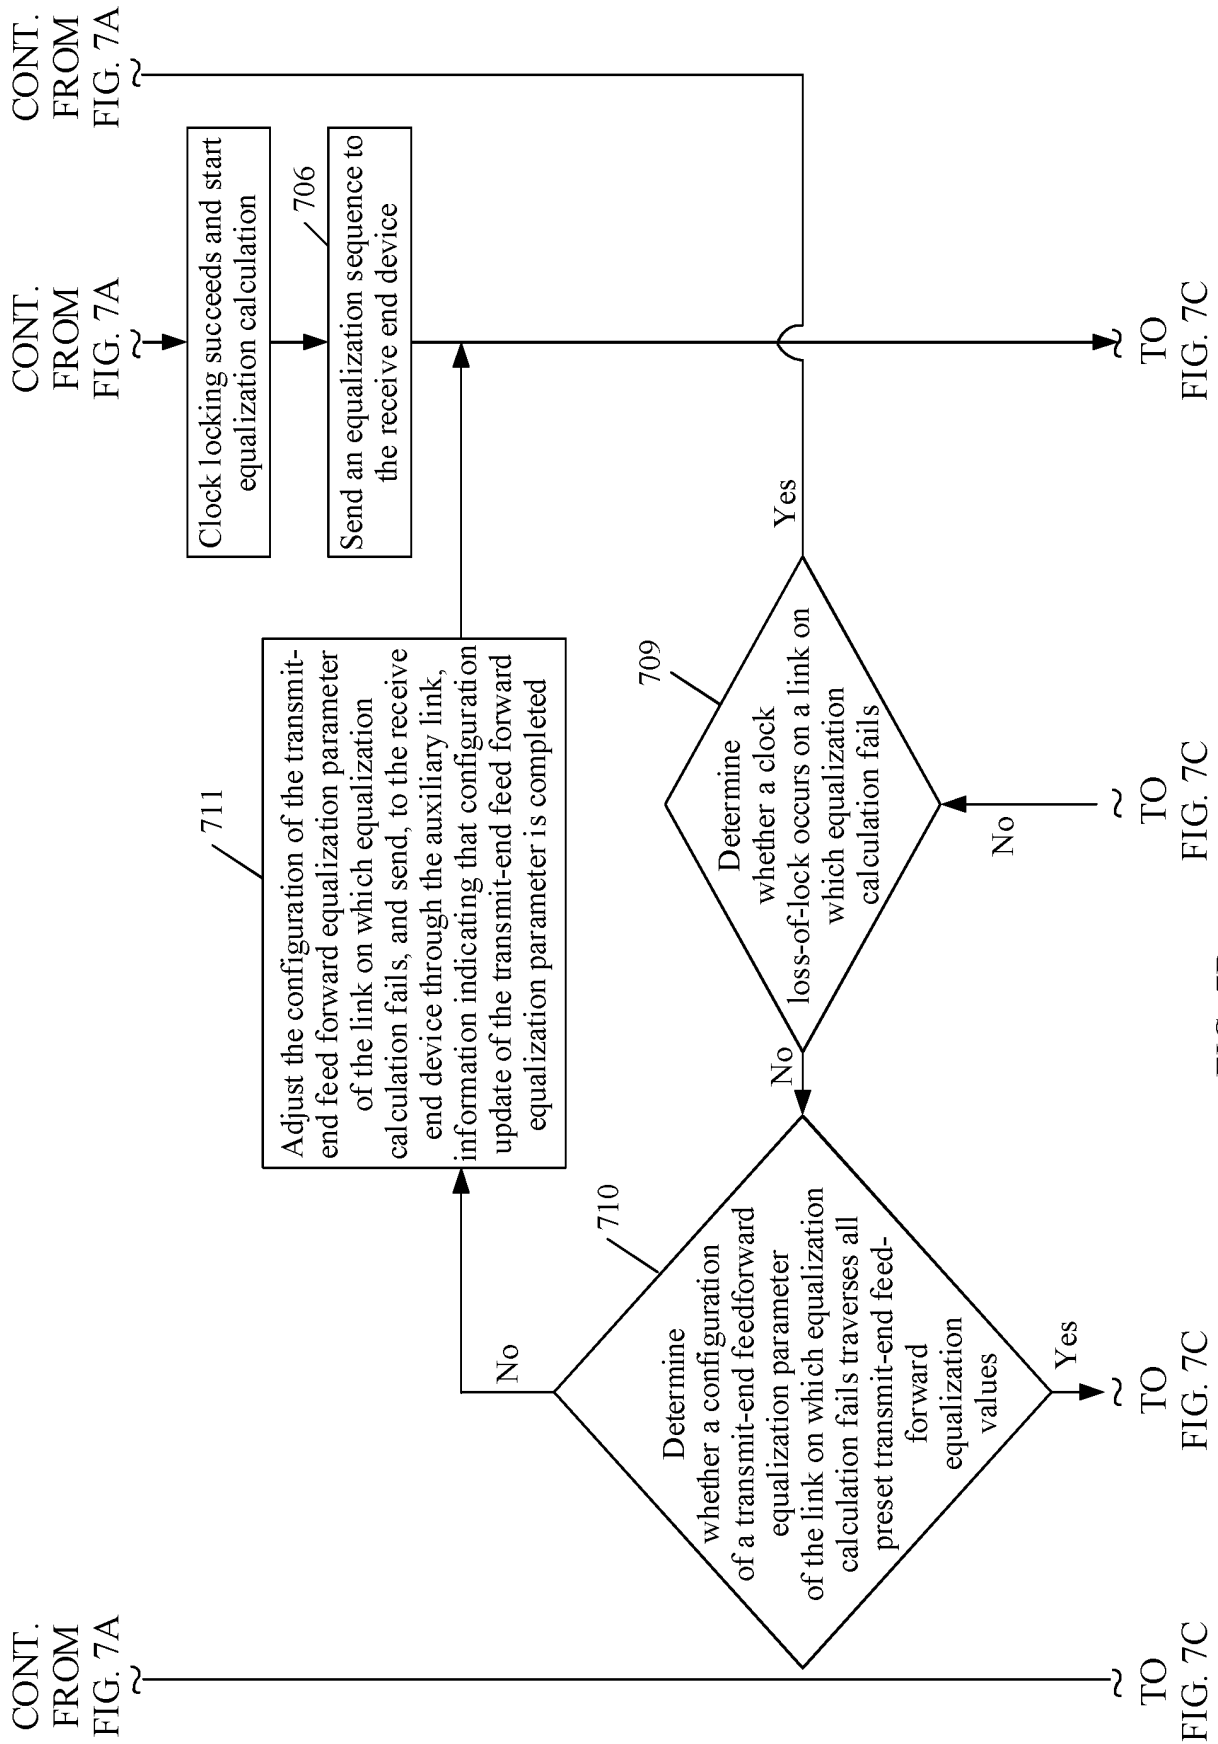 CONT.
FROM
FIG. 7A
CONT.
FROM
FIG. 7A
CONT.
FROM
FIG. 7A
Clock locking succeeds and start
equalization calculation
706
Send an equalization sequence to
the receive end device
711
Adjust the configuration of the transmit-
end feed forward equalization parameter
of the link on which equalization
calculation fails, and send, to the receive
end device through the auxiliary link,
information indicating that configuration
update of the transmit-end feed forward
equalization parameter is completed
709
Determine
whether a clock
loss-of-lock occurs on a link on
which equalization
calculation fails
Yes
No
No
710
Determine
whether a configuration
of a transmit-end feedforward
equalization parameter
of the link on which equalization
calculation fails traverses all
preset transmit-end feed-
forward
equalization
values
No
Yes
TO
FIG. 7C
TO
FIG. 7C
TO
FIG. 7C
TO
FIG. 7C